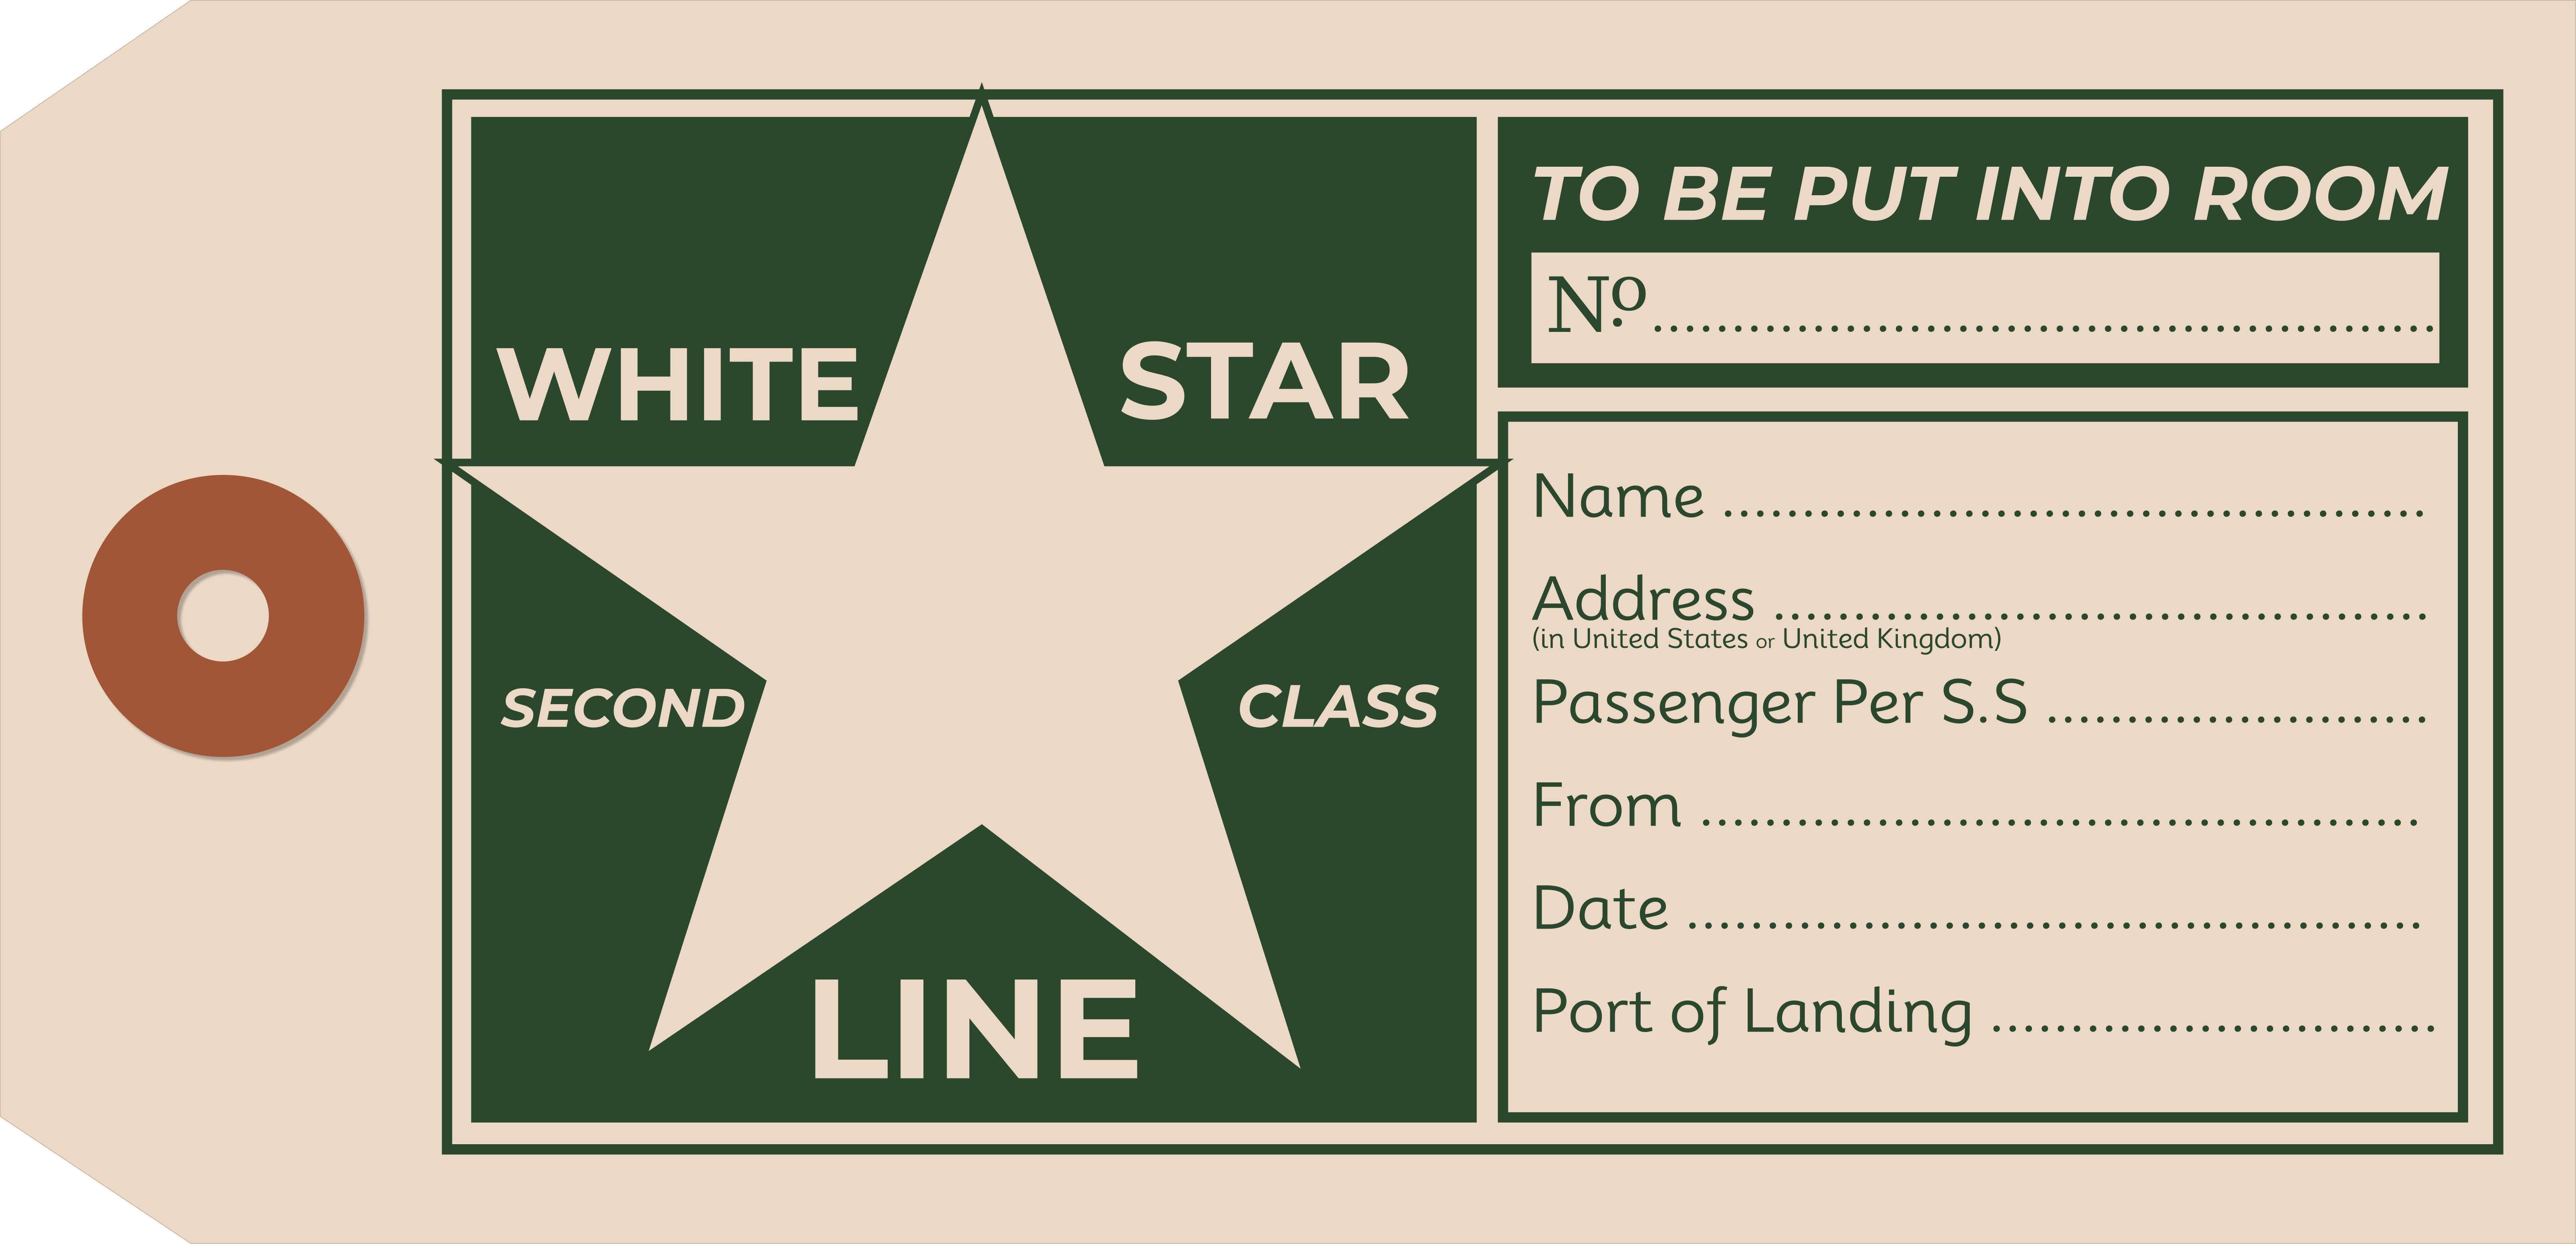 WHITE STAR
SECOND CLASS
LINE
TO BE PUT INTO ROOM
Nº ................................................
Name ............................................
Address .........................................
(in United States or United Kingdom)
Passenger Per S.S ........................
From .............................................
Date ..............................................
Port of Landing ............................